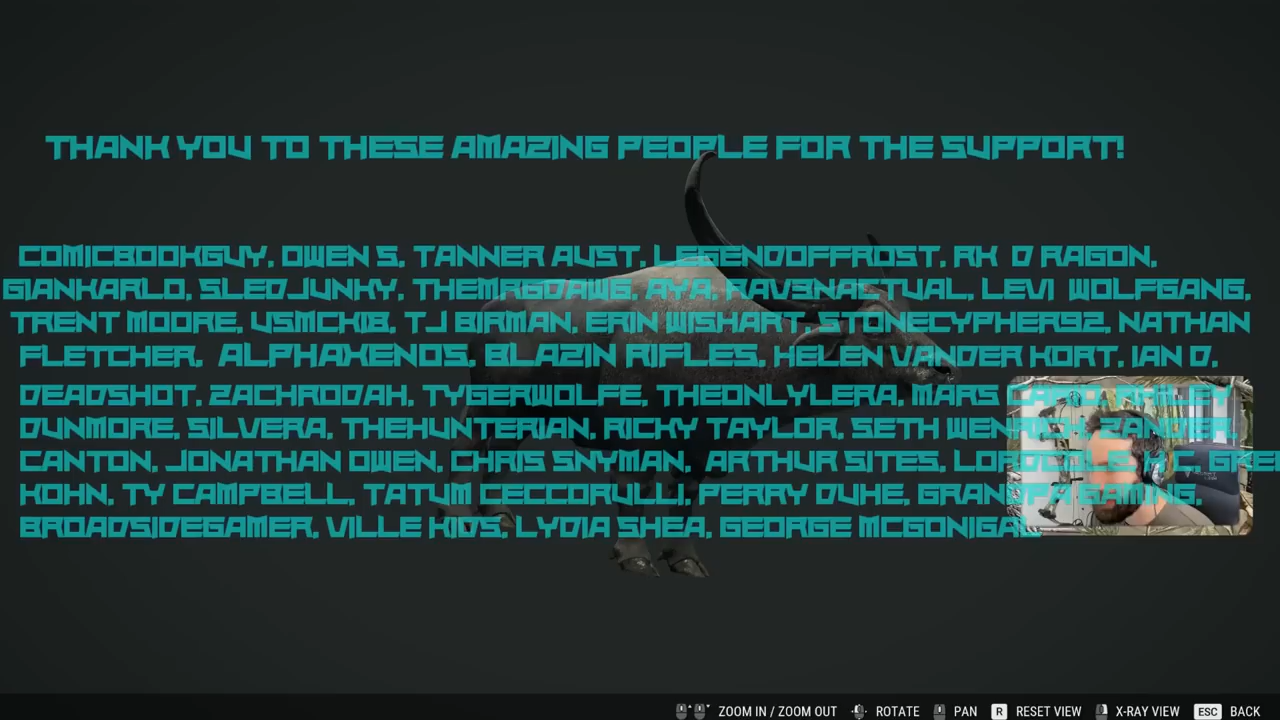 THANK YOU TO THESE AMAZING PEOPLE FOR THE SUPPORT!
COMICBOOKGUY, OWEN S, TANNER AUST, LEGENDOFFROST, RK D RAGON,
GIANKARLO, SLEDJUNKY, THEMAGDAWG, AYA, RAV3NATTUAL, LEVI WOLFGANG,
TRENT MOORE, USMCH18, TJ BIRMAN, ERIN WISHART, STONECYPHER92, NATHAN
FLETCHER, ALPHAXENOS, BLAZIN RIFLES, HELEN VANDER KORT, IAN D,
DEADSHOT, ZACHRODAH, TYGERWOLFE, THEONLYLERA, MARS
DUNMORE, SILVERA, THEHUNTERIAN, RICKY TAYLOR, SETH WENRICH, ZANDER
CANTON, JONATHAN OWEN, CHRIS SNYMAN, ARTHUR SITES,
KOHN, TY CAMPBELL, TATUM CECCORULLI, PERRY DUHE, GRANDPA GAMING,
BROADSIDEGAMER, VILLE KIDS, LYDIA SHEA, GEORGE MCGONIGAL
ZOOM IN / ZOOM OUT ROTATE PAN R RESET VIEW X-RAY VIEW ESC BACK